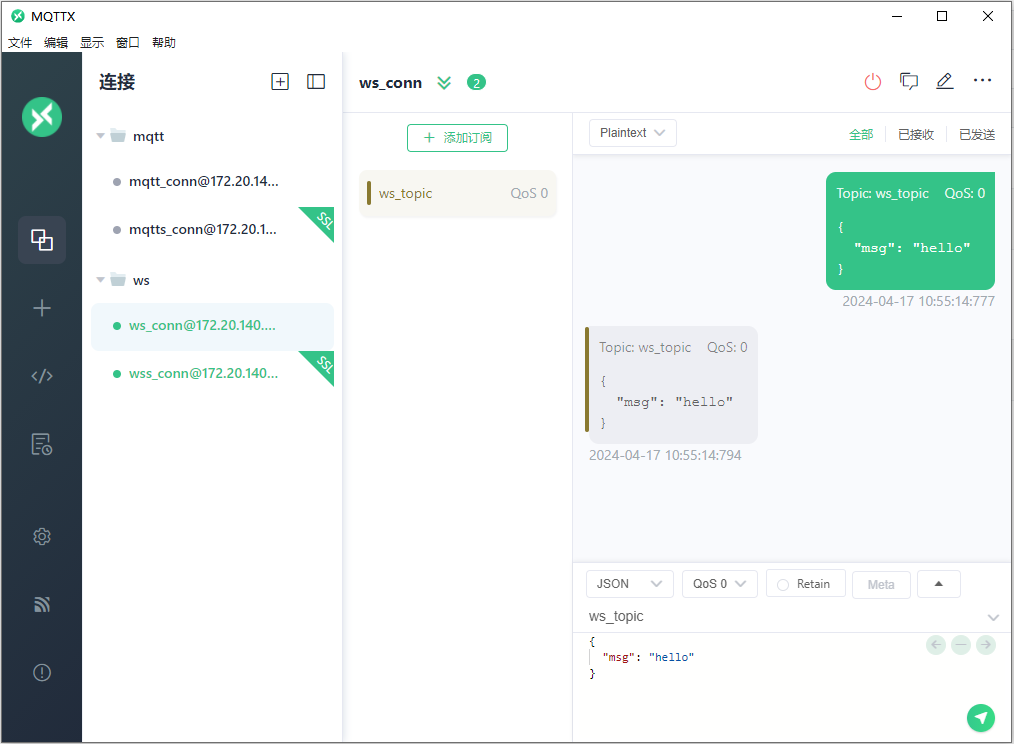 MQTTX
文件 编辑 显示 窗口 帮助
连接
mqtt
mqtt_conn@172.20.14...
mqtts_conn@172.20.1...
SSL
ws
ws_conn@172.20.140....
wss_conn@172.20.140...
SSL
ws_conn
2
添加订阅
ws_topic QoS 0
Plaintext
全部 已接收 已发送
Topic: ws_topic QoS: 0
{
"msg": "hello"
}
2024-04-17 10:55:14:777
Topic: ws_topic QoS: 0
{
"msg": "hello"
}
2024-04-17 10:55:14:794
JSON QoS 0 Retain Meta
ws_topic
{
"msg": "hello"
}